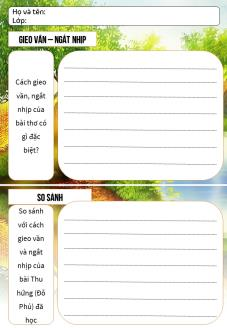 Họ và tên:
Lớp:
GIEO VẦN – NGẮT NHỊP
Cách gieo
vần, ngắt
nhịp của
bài thơ có
gì đặc
biệt?
SO SÁNH
So sánh
với cách
gieo vần
và ngắt
nhịp của
bài Thu
hứng (Đỗ
Phủ) đã
học